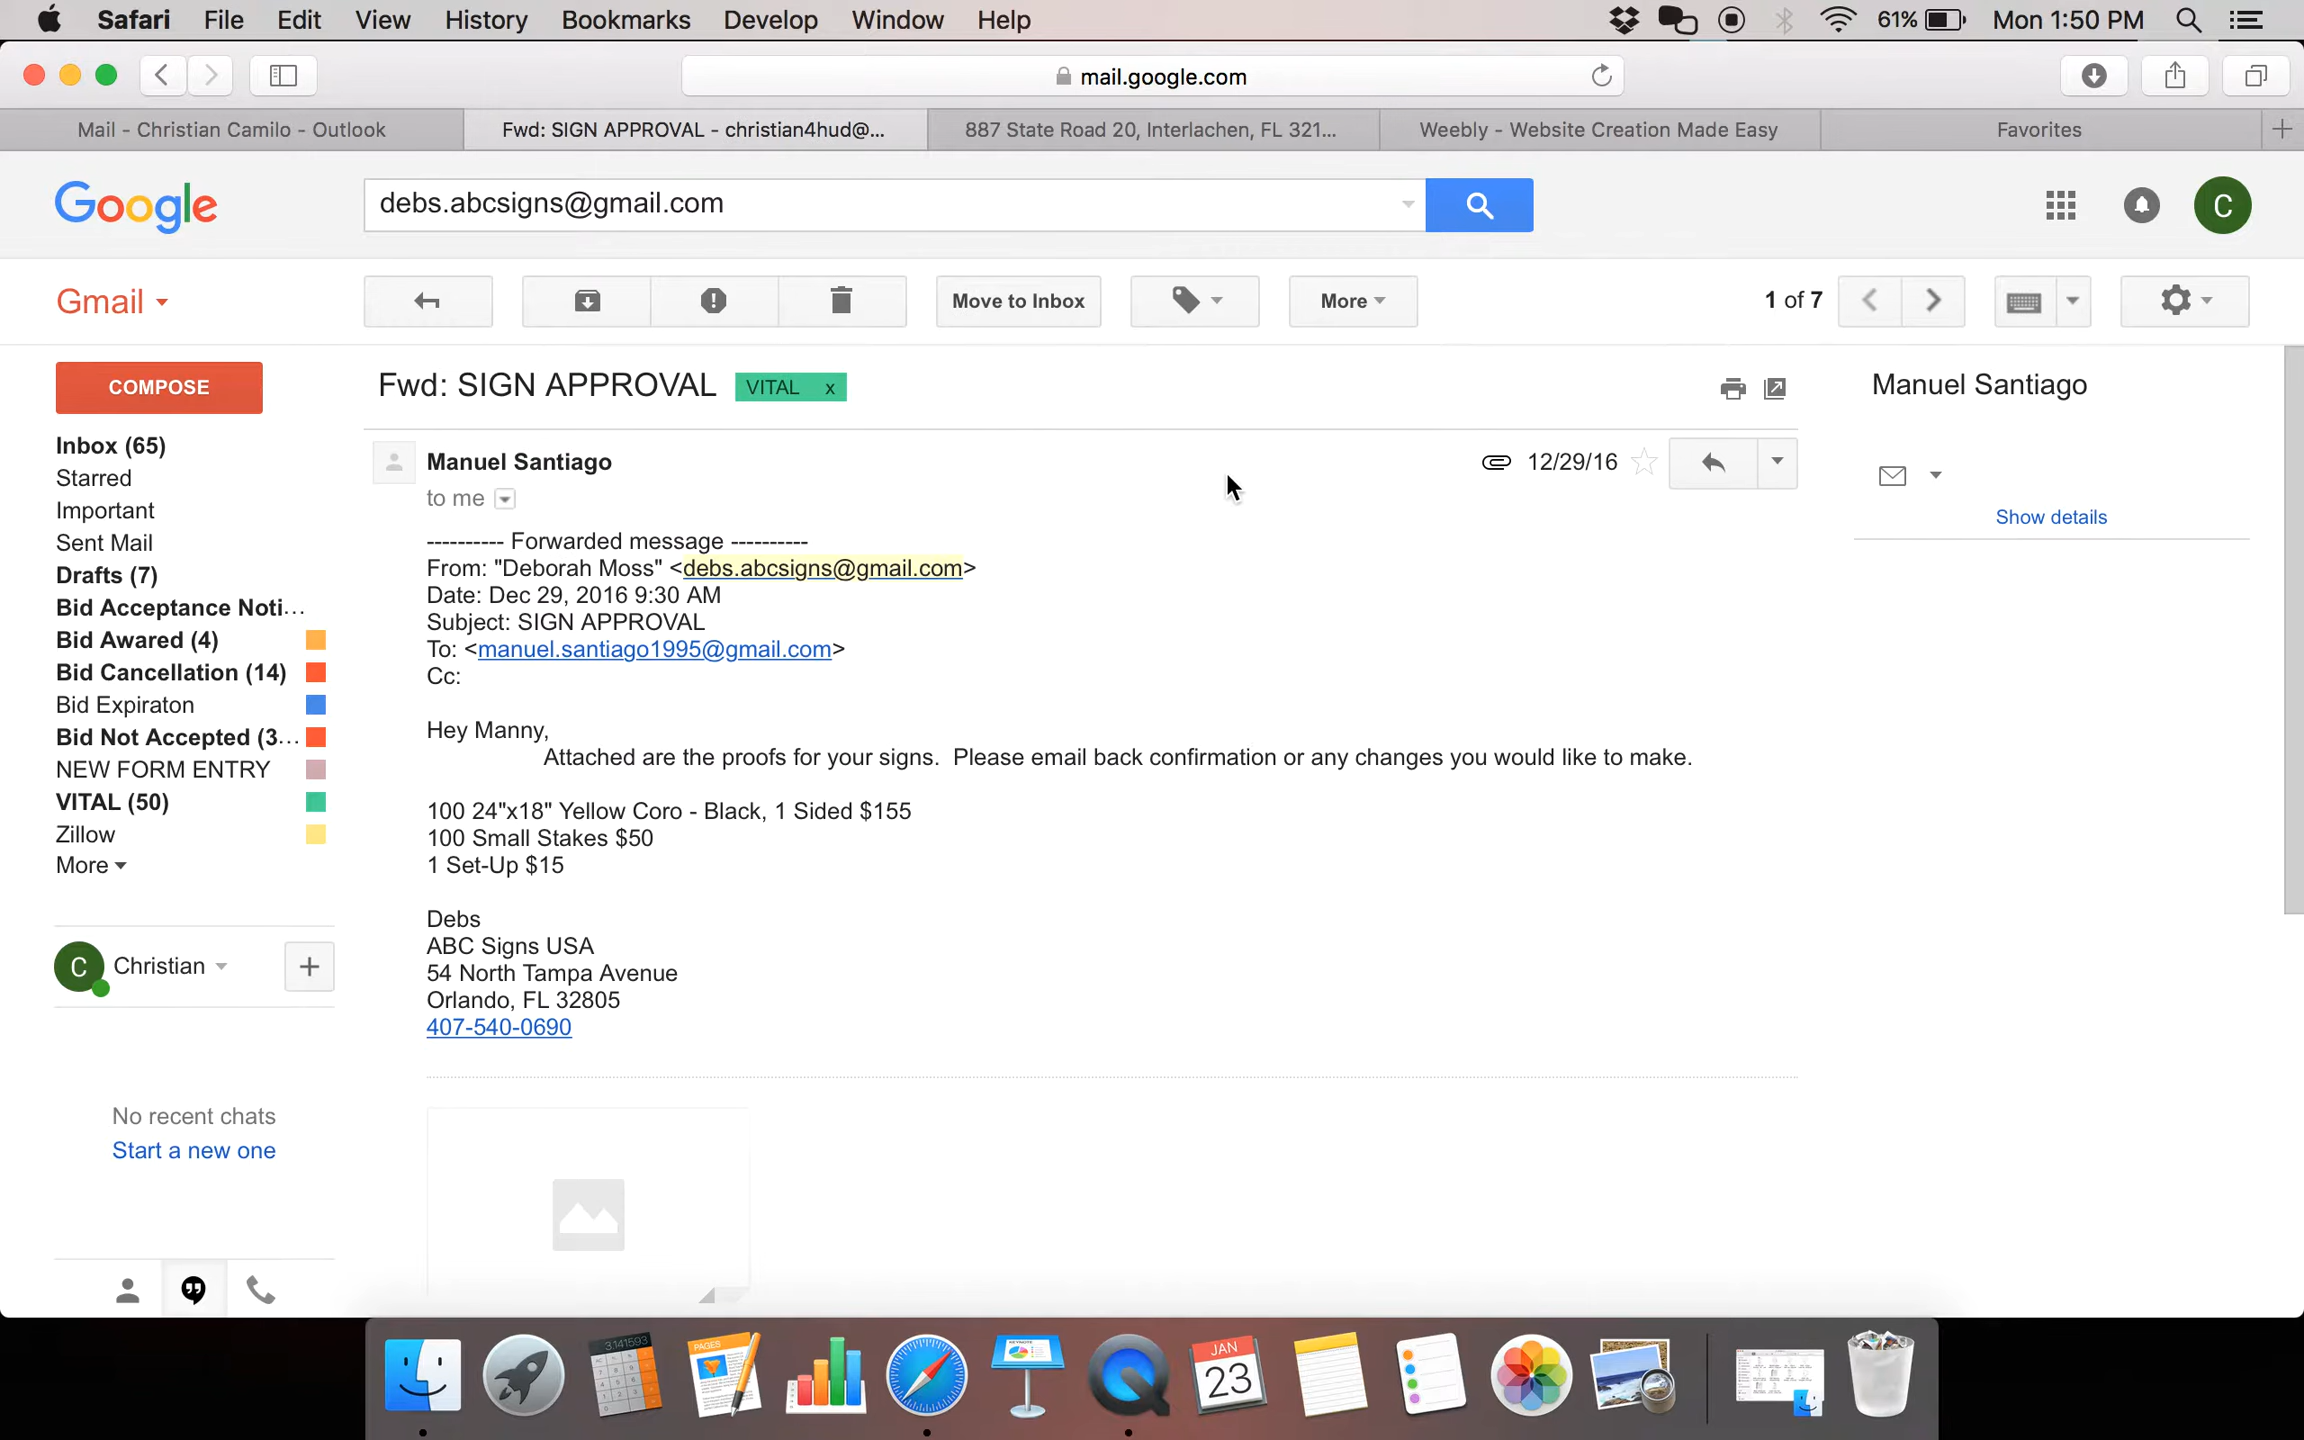 Safari File Edit View History Bookmarks Develop Window Help 61% Mon 1:50 PM
mail.google.com
Mail - Christian Camilo - Outlook
Fwd: SIGN APPROVAL - christian4hud@...
887 State Road 20, Interlachen, FL 321...
Weebly - Website Creation Made Easy
Favorites
Google
debs.abcsigns@gmail.com
C
Gmail
Move to Inbox
More
1 of 7
COMPOSE
Inbox (65)
Starred
Important
Sent Mail
Drafts (7)
Bid Acceptance Noti...
Bid Awared (4)
Bid Cancellation (14)
Bid Expiraton
Bid Not Accepted (3...
NEW FORM ENTRY
VITAL (50)
Zillow
More
C Christian
No recent chats
Start a new one
Fwd: SIGN APPROVAL VITAL x
Manuel Santiago
12/29/16
to me
---------- Forwarded message ----------
From: "Deborah Moss" <debs.abcsigns@gmail.com>
Date: Dec 29, 2016 9:30 AM
Subject: SIGN APPROVAL
To: <manuel.santiago1995@gmail.com>
Cc:
Hey Manny,
Attached are the proofs for your signs.  Please email back confirmation or any changes you would like to make.
100 24"x18" Yellow Coro - Black, 1 Sided $155
100 Small Stakes $50
1 Set-Up $15
Debs
ABC Signs USA
54 North Tampa Avenue
Orlando, FL 32805
407-540-0690
Manuel Santiago
Show details
3.141593
PAGES
KEYNOTE
JAN
23